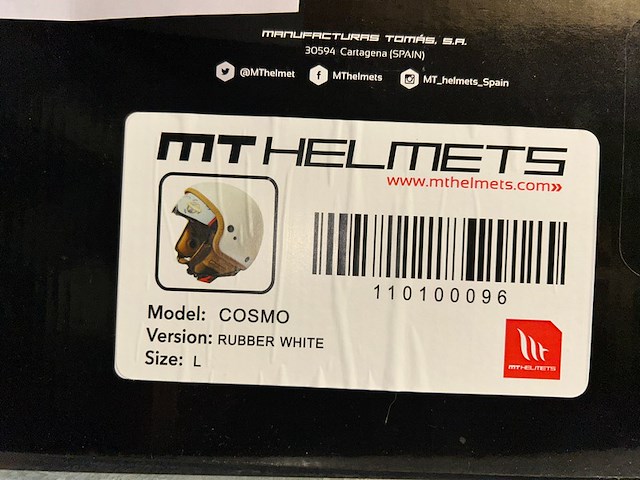 MANUFACTURAS TOMÁS, S.A.
30594 Cartagena (SPAIN)
@MThelmet MThelmets MT_helmets_Spain
MT HELMETS
www.mthelmets.com»
110100096
Model: COSMO
Version: RUBBER WHITE
Size: L
MT HELMETS